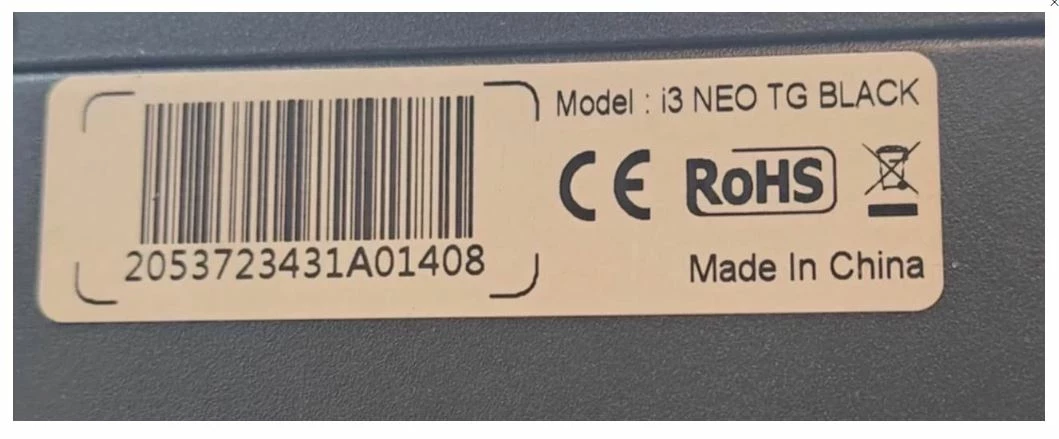 Model : i3 NEO TG BLACK
CE RoHS
2053723431A01408
Made In China